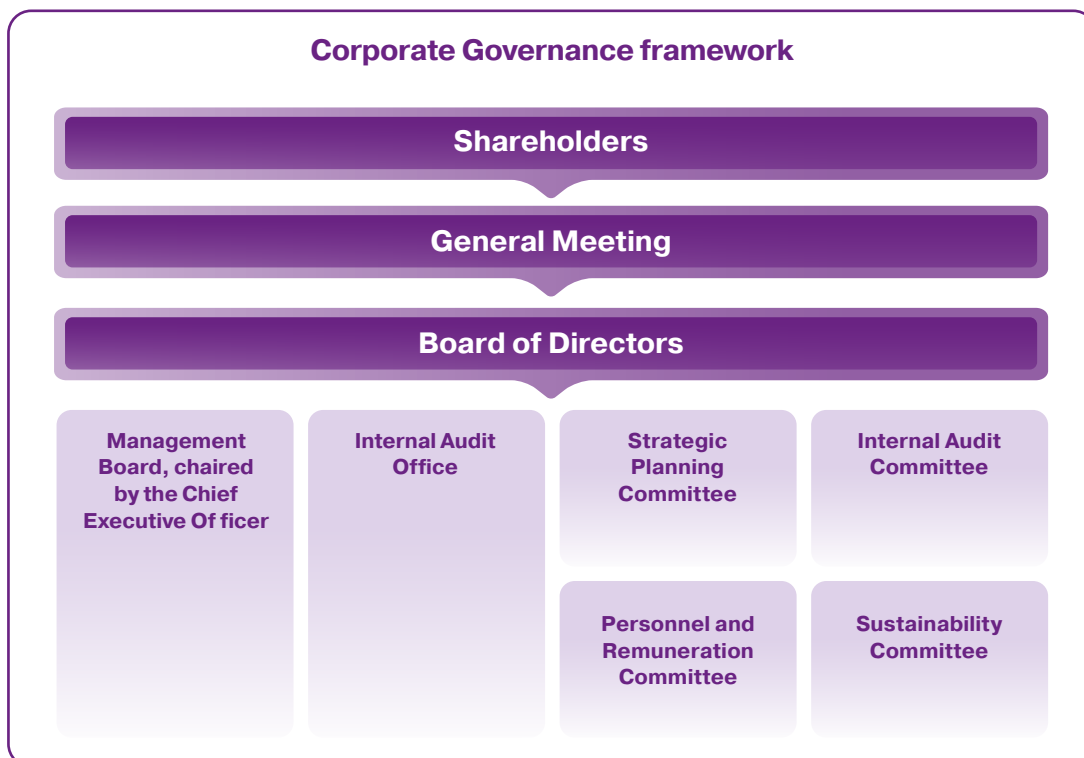 Corporate Governance framework
Shareholders
General Meeting
Board of Directors
Management
Board, chaired
by the Chief
Executive Of ficer
Internal Audit
Office
Strategic
Planning
Committee
Internal Audit
Committee
Personnel and
Remuneration
Committee
Sustainability
Committee